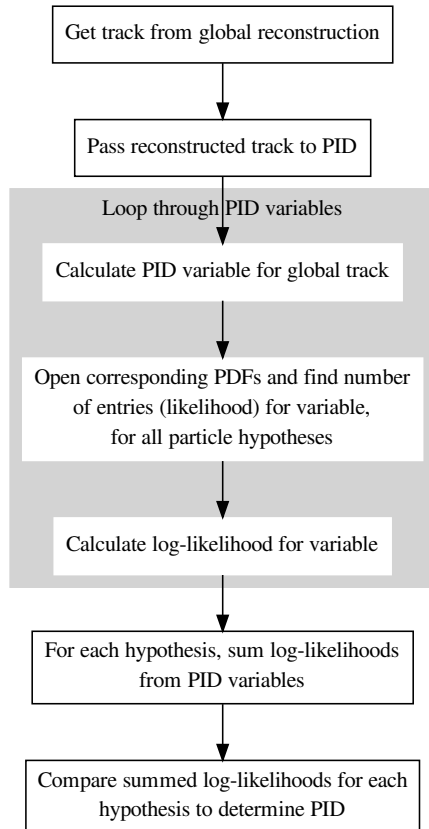 Get track from global reconstruction
Pass reconstructed track to PID
Loop through PID variables
Calculate PID variable for global track
Open corresponding PDFs and find number
of entries (likelihood) for variable,
for all particle hypotheses
Calculate log-likelihood for variable
For each hypothesis, sum log-likelihoods
from PID variables
Compare summed log-likelihoods for each
hypothesis to determine PID